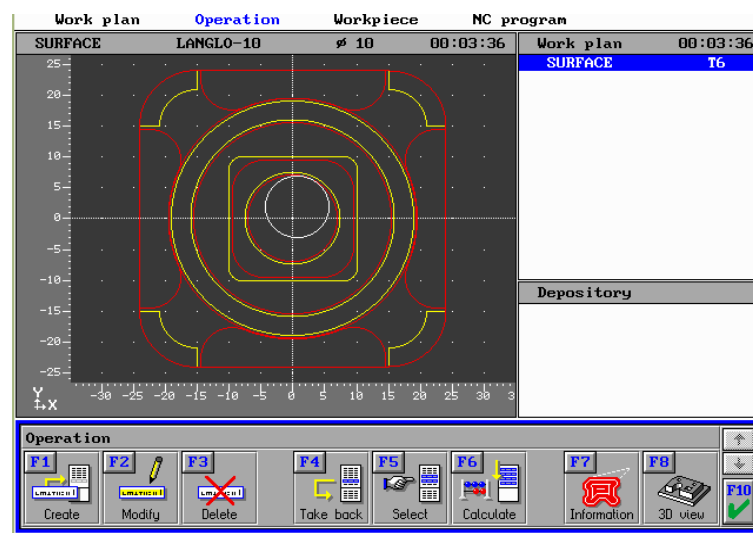 Work plan Operation Workpiece NC program
SURFACE LANGLO-10 ø 10 00:03:36
Work plan 00:03:36
SURFACE T6
25
20
15
10
5
0
-5
-10
-15
-20
-25
Y
X
-30 -25 -20 -15 -10 -5 0 5 10 15 20 25 30 3
Depository
Operation
F1 F2 F3 F4 F5 F6 F7 F8
F10
Create Modify Delete Take back Select Calculate Information 3D view